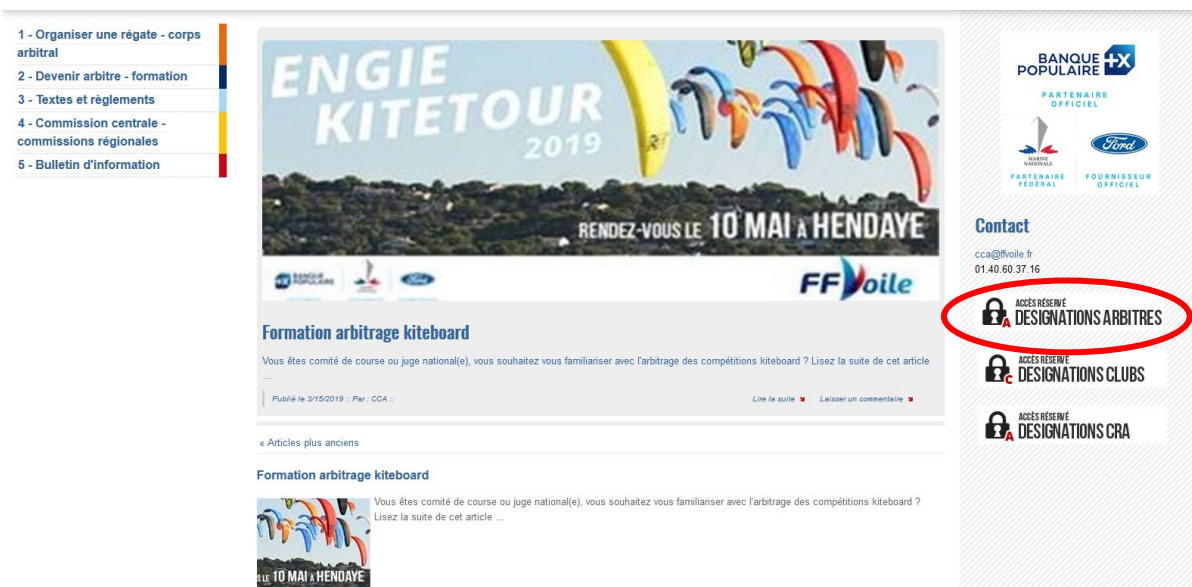 1 - Organiser une régate - corps
arbitral
2 - Devenir arbitre - formation
3 - Textes et règlements
4 - Commission centrale -
commissions régionales
5 - Bulletin d'information
ENGIE
KITETOUR
2019
RENDEZ-VOUS LE 10 MAI A HENDAYE
BANQUE
POPULAIRE
FFVoile
Formation arbitrage kiteboard
Vous êtes comité de course ou juge national(e), vous souhaitez vous familiariser avec l'arbitrage des compétitions kiteboard ? Lisez la suite de cet article
…
Publié le 3/15/2019 :: Par : CCA ::
Lire la suite
Laisser un commentaire
« Articles plus anciens
Formation arbitrage kiteboard
Vous êtes comité de course ou juge national(e), vous souhaitez vous familiariser avec l'arbitrage des compétitions kiteboard ?
Lisez la suite de cet article …
LE 10 MAI A HENDAYE
BANQUE
POPULAIRE
PARTENAIRE
OFFICIEL
MARINE
NATIONALE
Ford
PARTENAIRE
FÉDÉRAL
FOURNISSEUR
OFFICIEL
Contact
cca@ffvoile.fr
01.40.60.37.16
ACCÈS RÉSERVÉ
A DESIGNATIONS ARBITRES
ACCÈS RÉSERVÉ
C DESIGNATIONS CLUBS
ACCÈS RÉSERVÉ
A DESIGNATIONS CRA